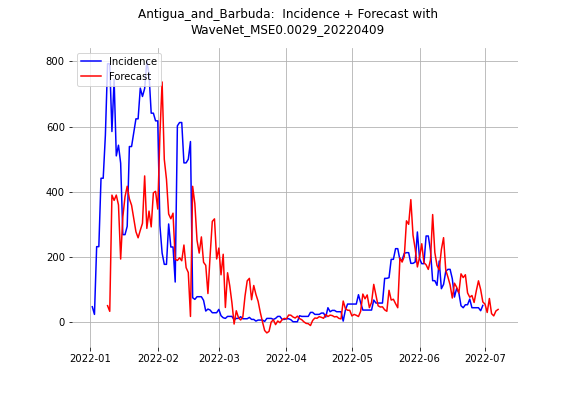 Antigua_and_Barbuda:  Incidence + Forecast with
WaveNet_MSE0.0029_20220409
Incidence
Forecast
800
600
400
200
0
2022-01 2022-02 2022-03 2022-04 2022-05 2022-06 2022-07